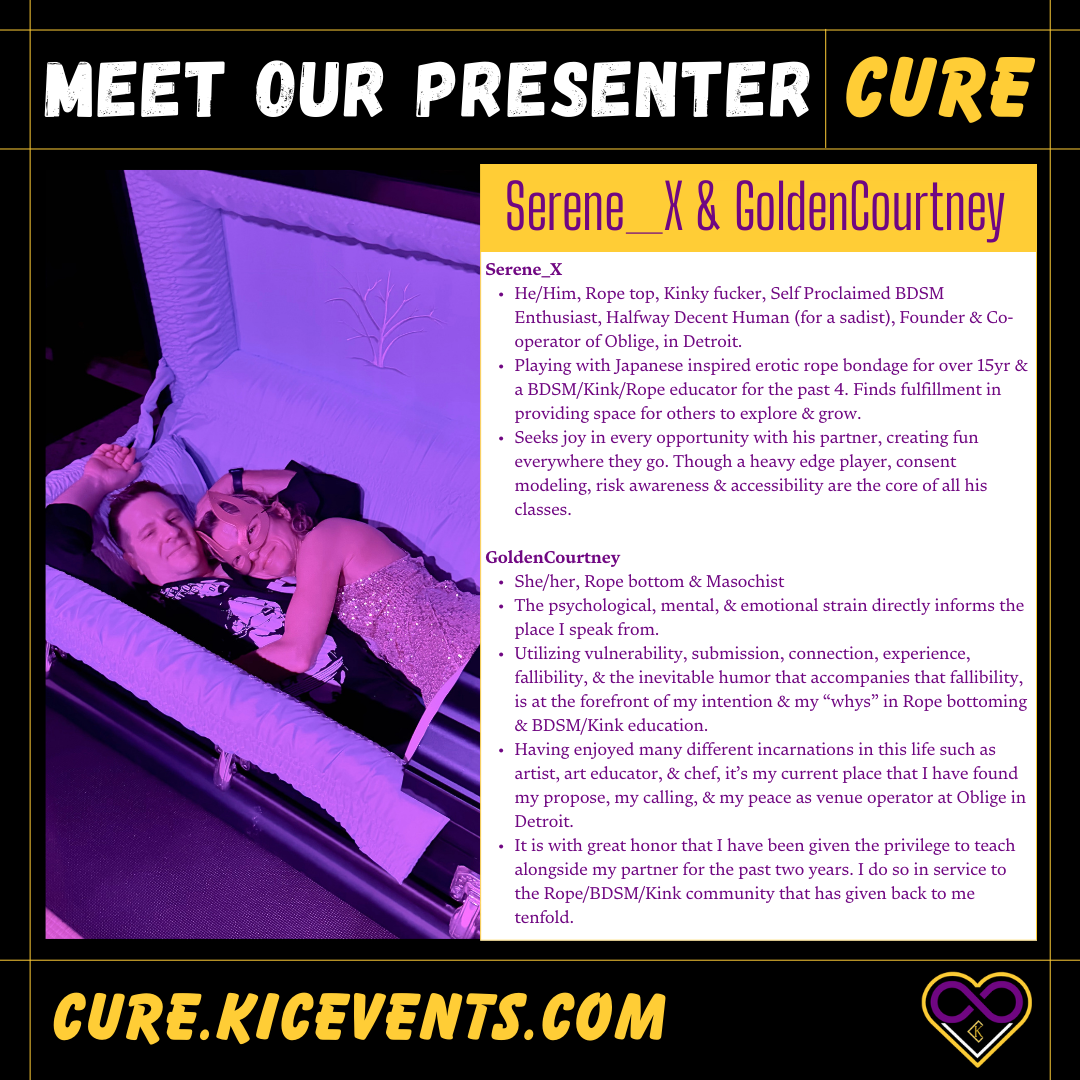 MEET OUR PRESENTER CURE
Serene__X & GoldenCourtney
Serene_X
• He/Him, Rope top, Kinky fucker, Self Proclaimed BDSM
Enthusiast, Halfway Decent Human (for a sadist), Founder & Co-
operator of Oblige, in Detroit.
• Playing with Japanese inspired erotic rope bondage for over 15yr &
a BDSM/Kink/Rope educator for the past 4. Finds fulfillment in
providing space for others to explore & grow.
• Seeks joy in every opportunity with his partner, creating fun
everywhere they go. Though a heavy edge player, consent
modeling, risk awareness & accessibility are the core of all his
classes.
GoldenCourtney
• She/her, Rope bottom & Masochist
• The psychological, mental, & emotional strain directly informs the
place I speak from.
• Utilizing vulnerability, submission, connection, experience,
fallibility, & the inevitable humor that accompanies that fallibility,
is at the forefront of my intention & my “whys” in Rope bottoming
& BDSM/Kink education.
• Having enjoyed many different incarnations in this life such as
artist, art educator, & chef, it’s my current place that I have found
my propose, my calling, & my peace as venue operator at Oblige in
Detroit.
• It is with great honor that I have been given the privilege to teach
alongside my partner for the past two years. I do so in service to
the Rope/BDSM/Kink community that has given back to me
tenfold.
CURE.KICEVENTS.COM
K